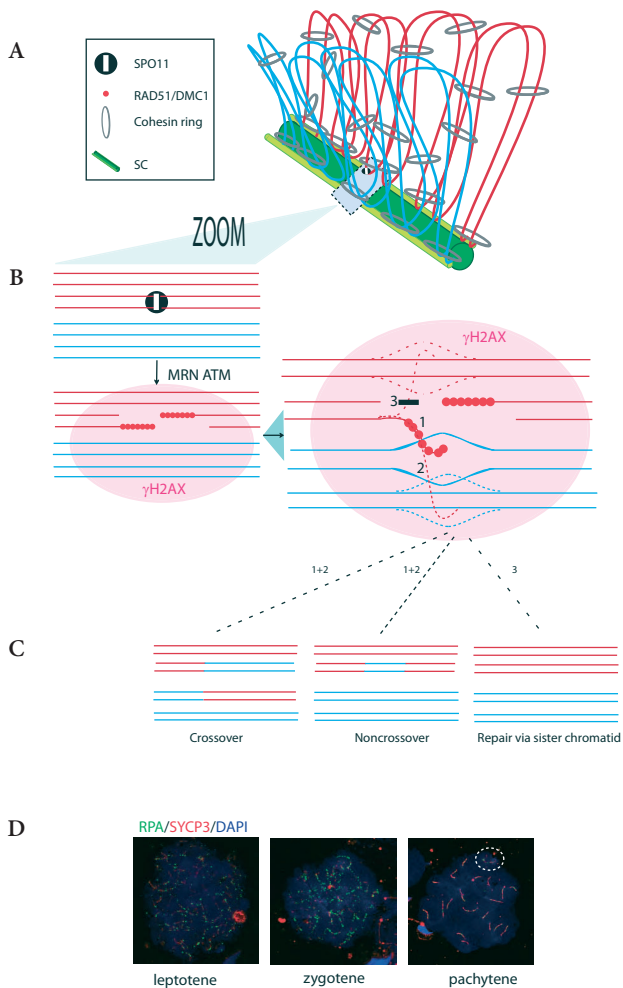 A
SPO11
RAD51/DMC1
Cohesin ring
SC
ZOOM
B
MRN ATM
γH2AX
γH2AX
3
1
2
1+2
1+2
3
C
Crossover
Noncrossover
Repair via sister chromatid
D
RPA/SYCP3/DAPI
leptotene
zygotene
pachytene